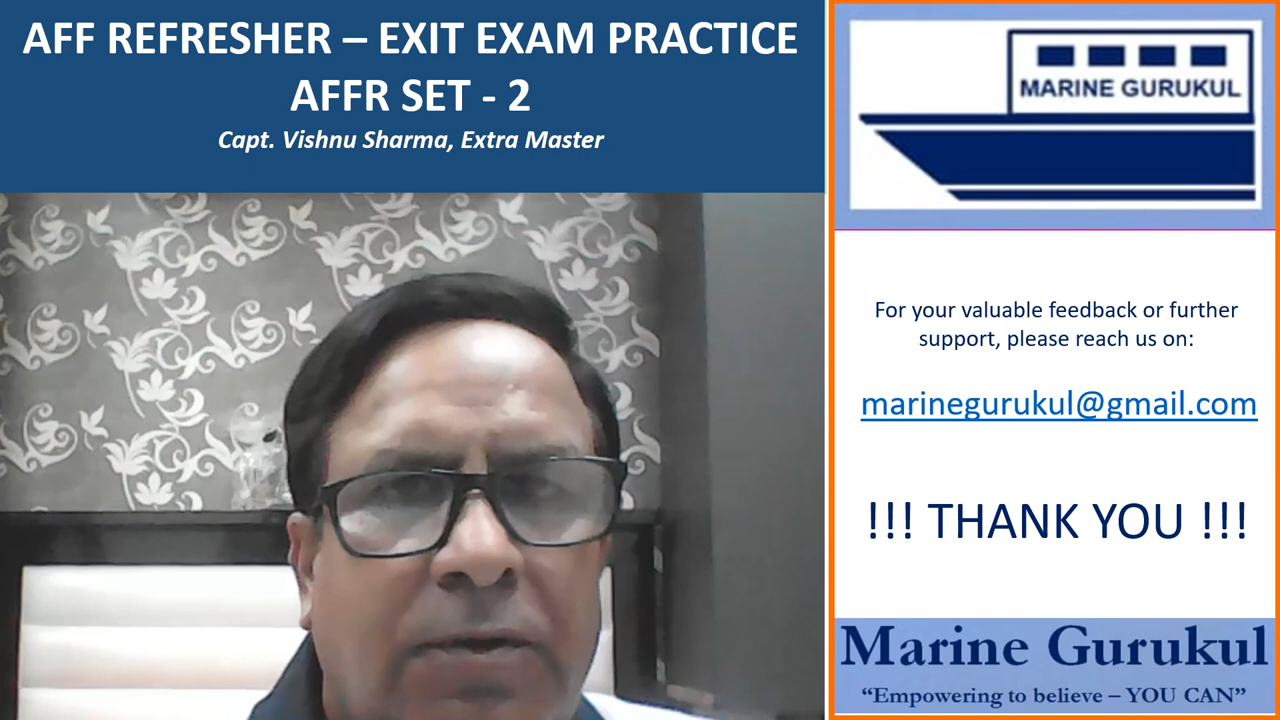 AFF REFRESHER – EXIT EXAM PRACTICE
AFFR SET - 2
Capt. Vishnu Sharma, Extra Master
MARINE GURUKUL
For your valuable feedback or further
support, please reach us on:
marinegurukul@gmail.com
!!! THANK YOU !!!
Marine Gurukul
“Empowering to believe – YOU CAN”